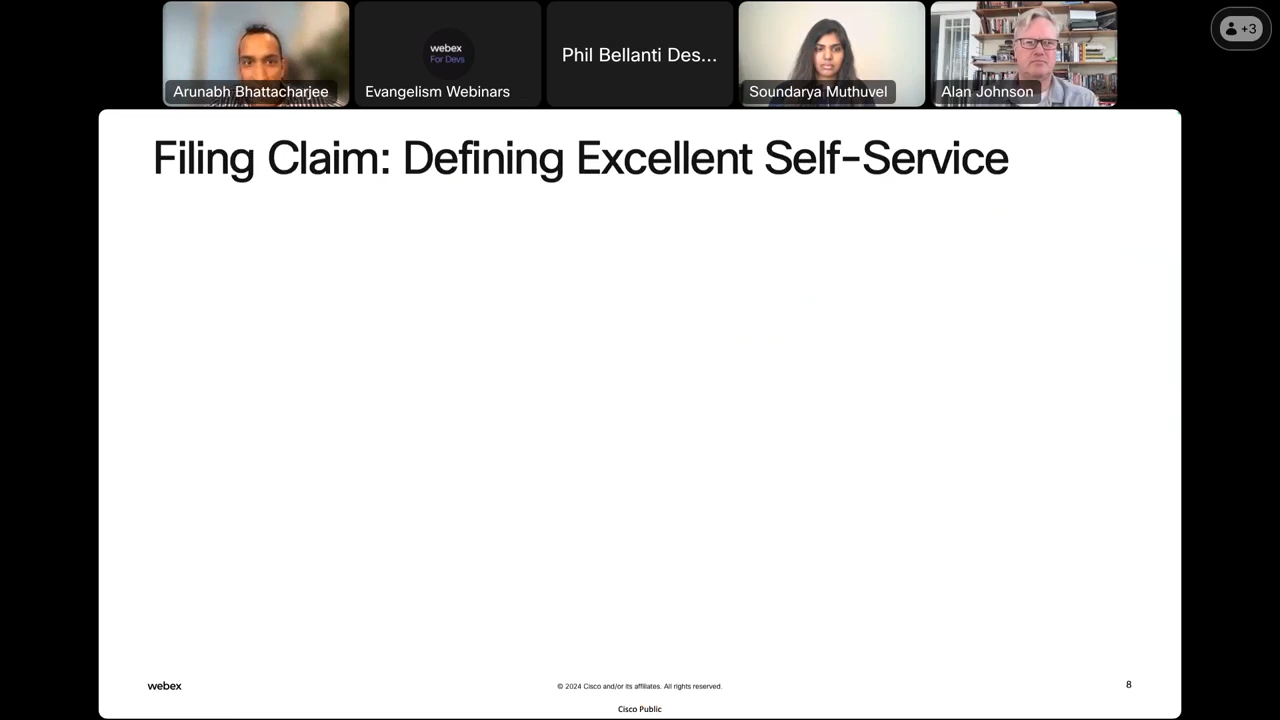 Arunabh Bhattacharjee
webex
For Devs
Evangelism Webinars
Phil Bellanti Des...
Soundarya Muthuvel
Alan Johnson
+3
Filing Claim: Defining Excellent Self-Service
webex
© 2024 Cisco and/or its affiliates. All rights reserved.
8
Cisco Public